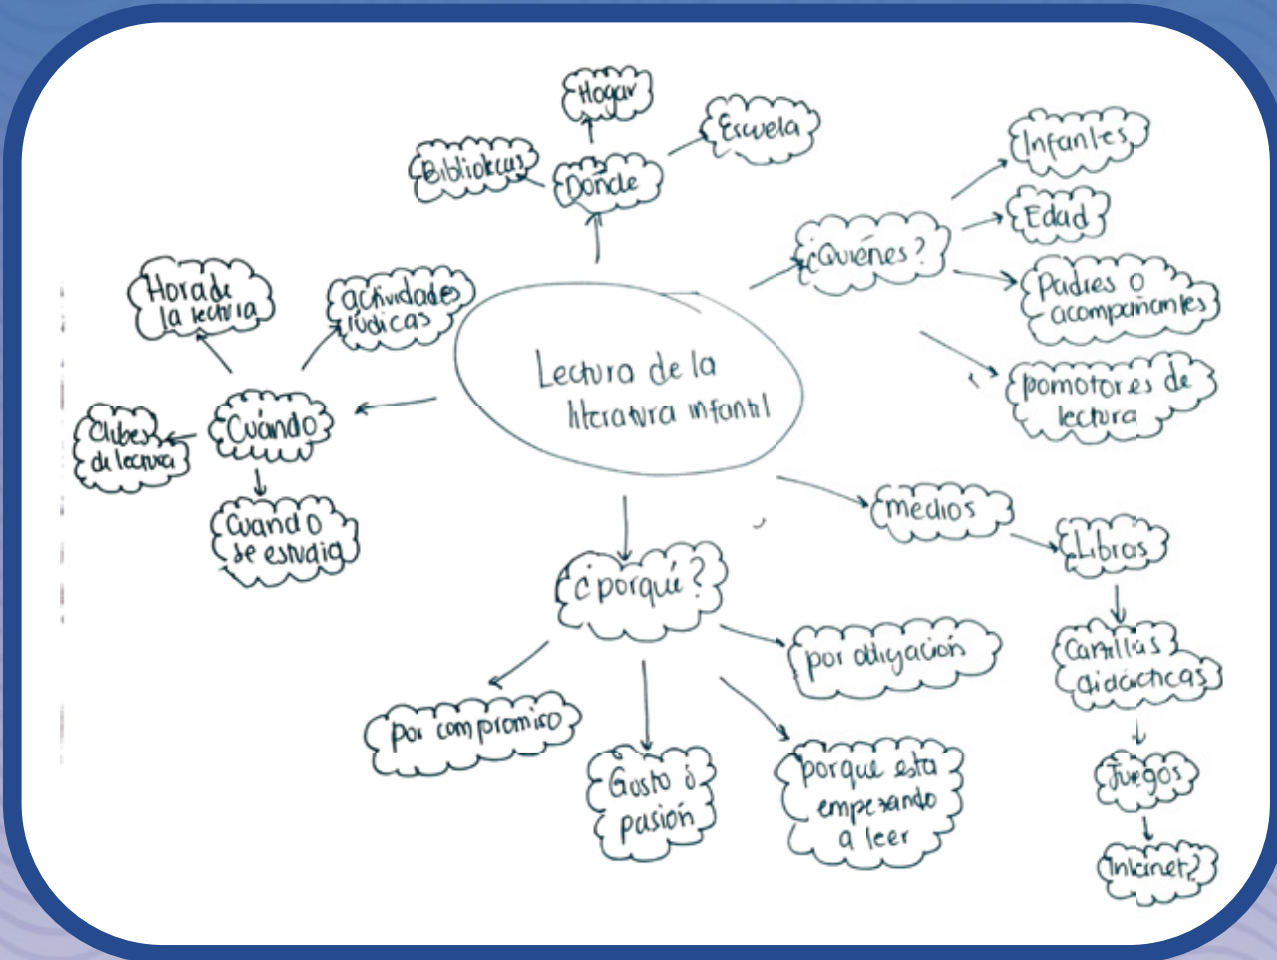 Hogar
Escuela
Bibliotecas
Dónde
Infantes
Edad
¿Quiénes?
Padres o
acompañantes
pomotores de
lectura
Hora de
la lectura
actividades
lúdicas
Lectura de la
literatura infantil
Clubes
de lectura
Cuándo
Cuando
se estudia
medios
Libros
¿porqué?
por obligación
Cartillas
didácticas
por compromiso
Gusto ó
pasión
porque esta
empezando
a leer
Juegos
Internet?